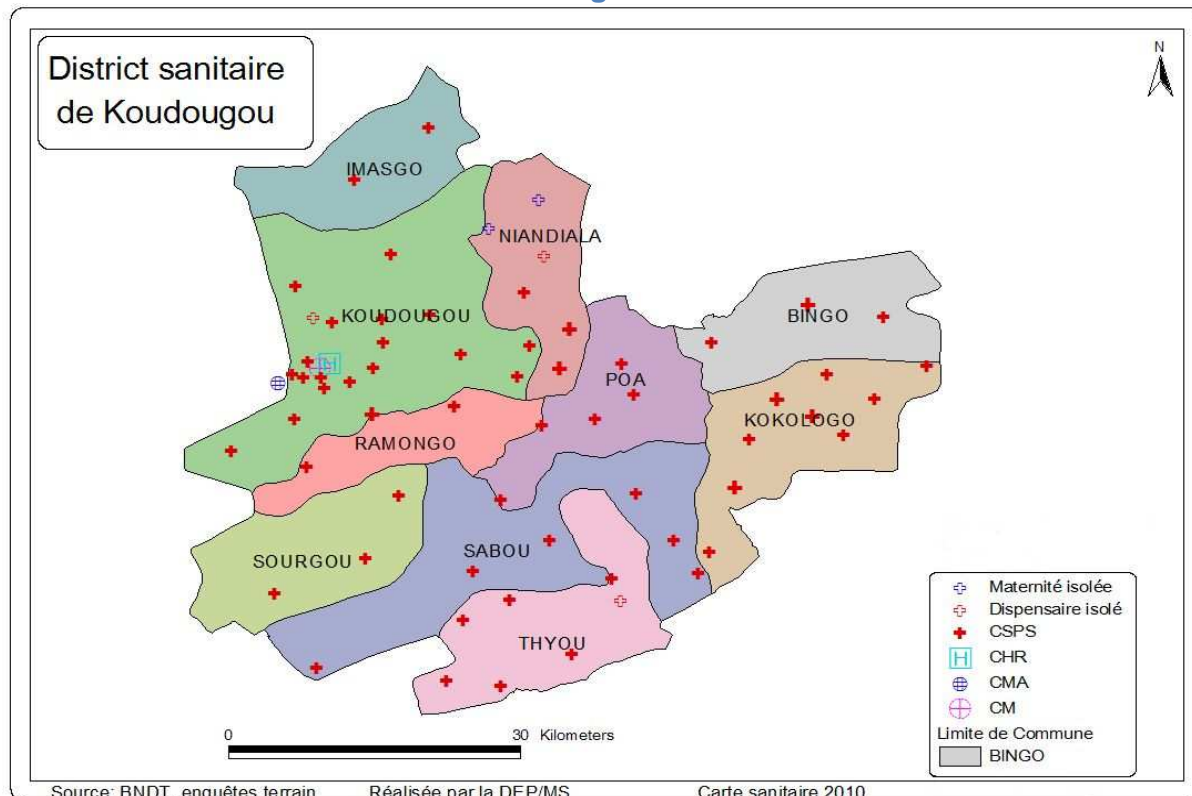 District sanitaire
de Koudougou
N
IMASGO
NIANDIALA
KOUDOUGOU
BINGO
POA
KOKOLOGO
RAMONGO
SOURGOU
SABOU
THYOU
Maternité isolée
Dispensaire isolé
CSPS
H CHR
CMA
CM
Limite de Commune
BINGO
0 30 Kilometers
Source: BNDT, enquêtes terrain Réalisée par la DEP/MS Carte sanitaire 2010